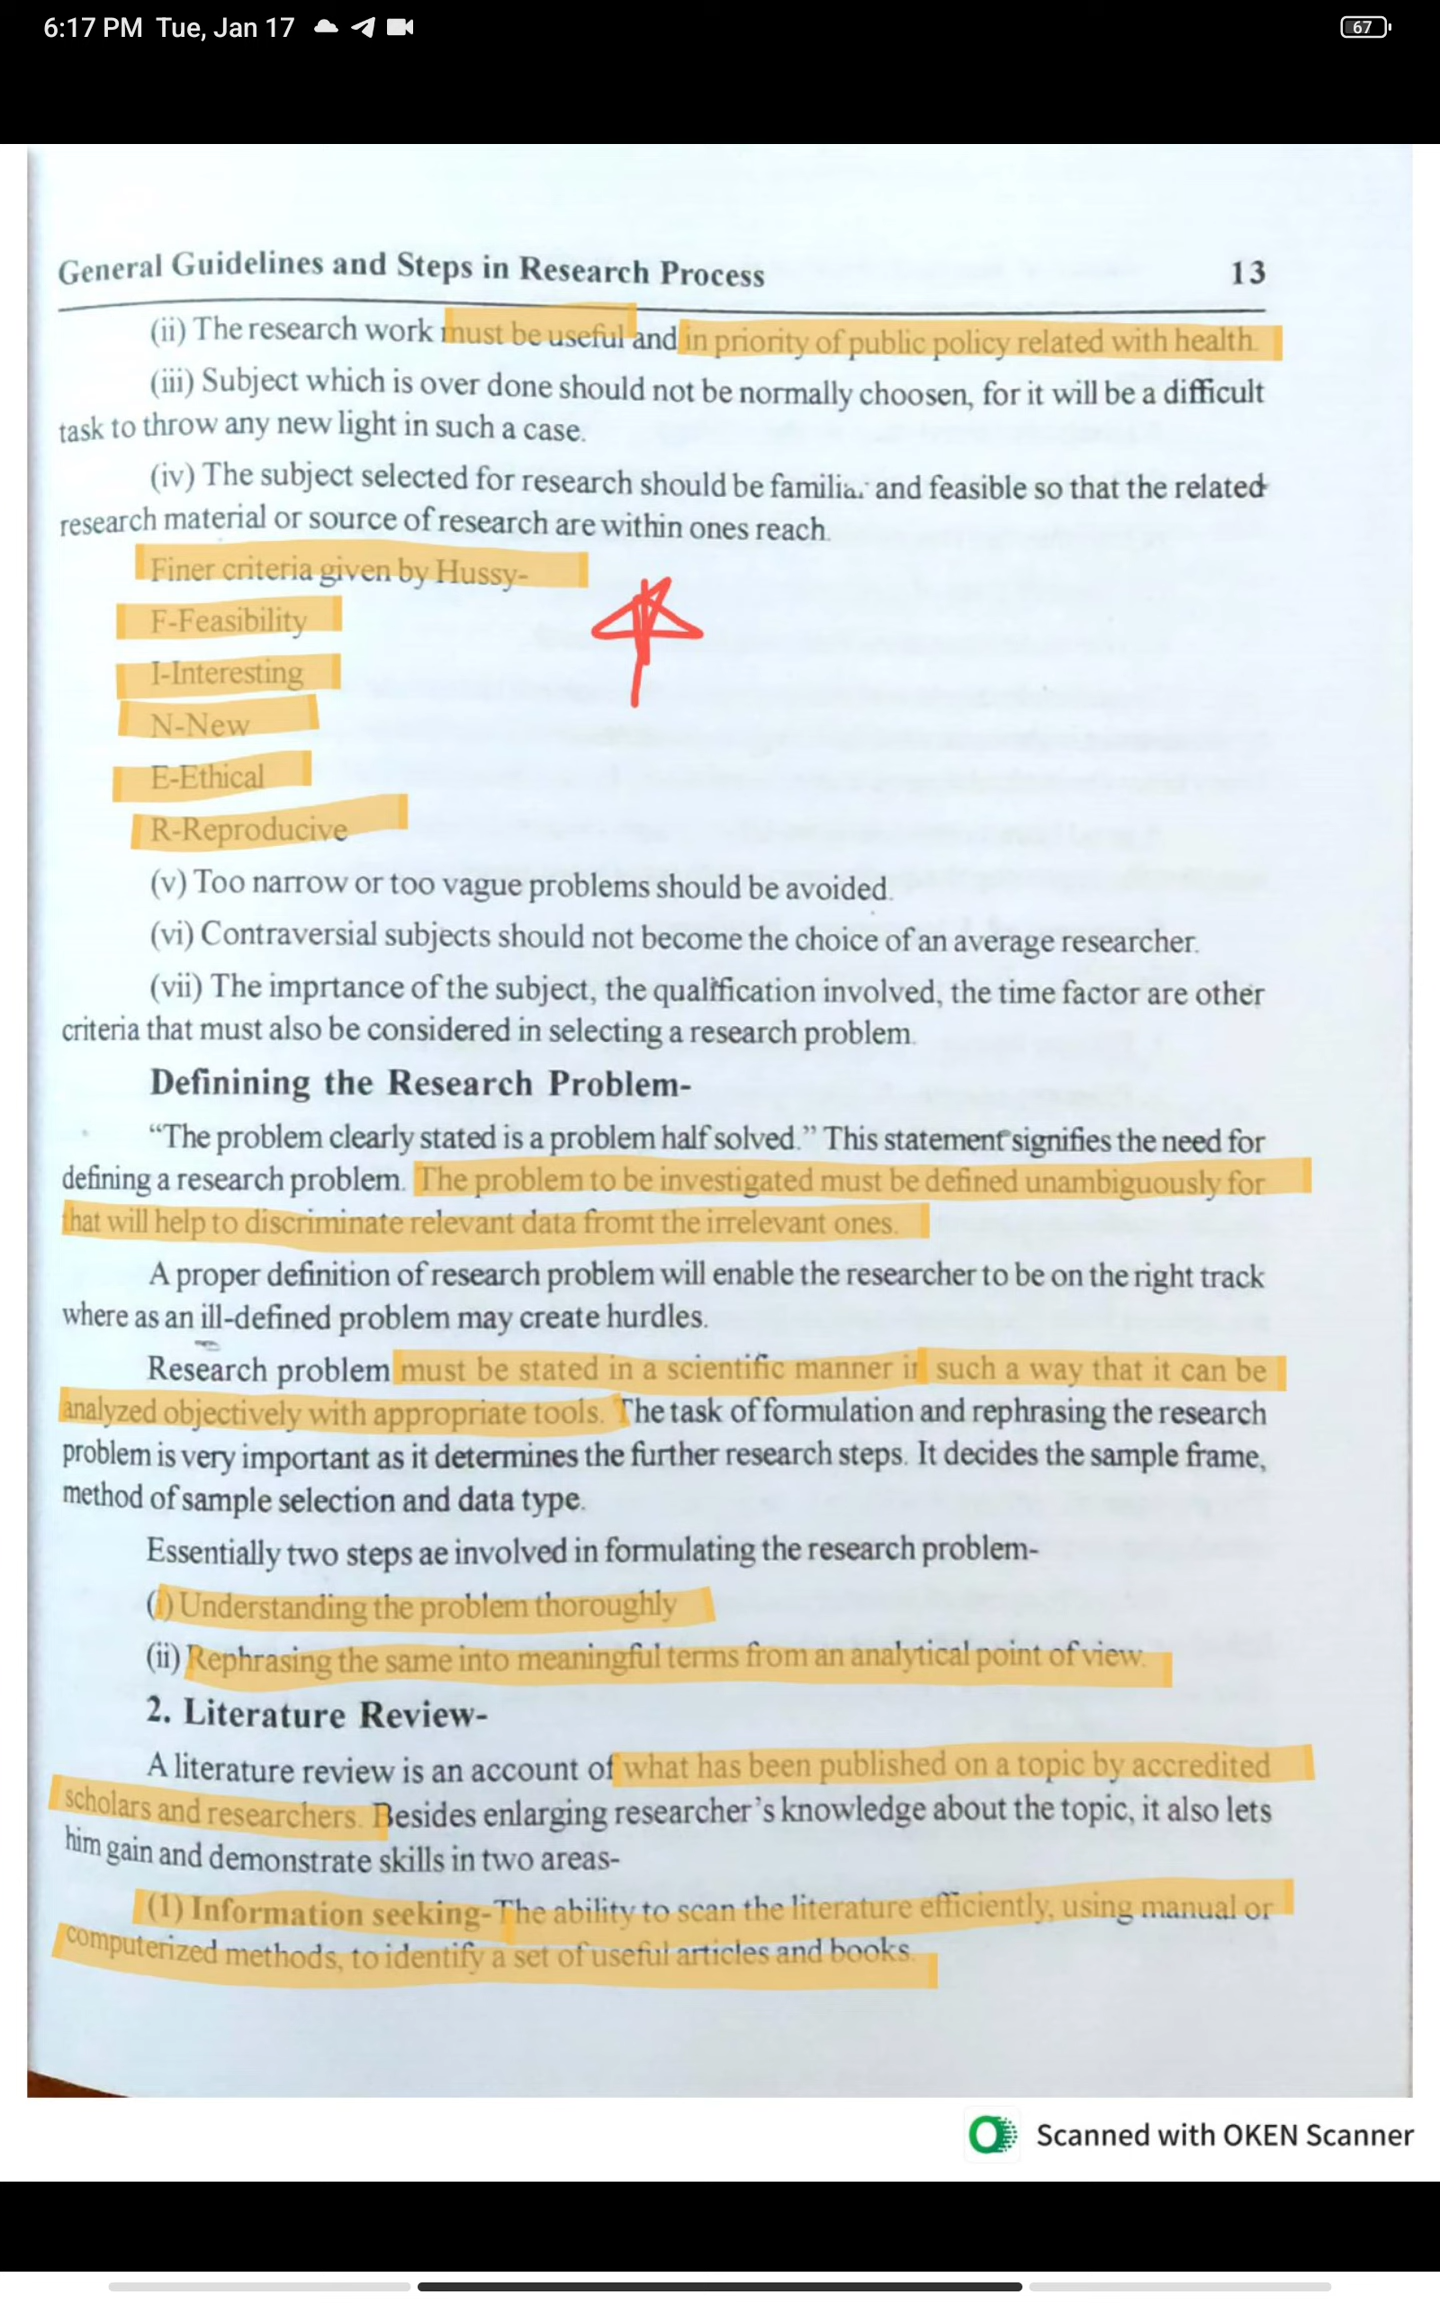 6:17 PM Tue, Jan 17
67
General Guidelines and Steps in Research Process 13
(ii) The research work must be useful and in priority of public policy related with health.
(iii) Subject which is over done should not be normally choosen, for it will be a difficult
task to throw any new light in such a case.
(iv) The subject selected for research should be familiar and feasible so that the related
research material or source of research are within ones reach.
Finer criteria given by Hussy-
F-Feasibility
I-Interesting
N-New
E-Ethical
R-Reproducive
(v) Too narrow or too vague problems should be avoided.
(vi) Contraversial subjects should not become the choice of an average researcher.
(vii) The imprtance of the subject, the qualification involved, the time factor are other
criteria that must also be considered in selecting a research problem.
Definining the Research Problem-
“The problem clearly stated is a problem half solved.” This statement signifies the need for
defining a research problem. The problem to be investigated must be defined unambiguously for
that will help to discriminate relevant data fromt the irrelevant ones.
A proper definition of research problem will enable the researcher to be on the right track
where as an ill-defined problem may create hurdles.
Research problem must be stated in a scientific manner in such a way that it can be
analyzed objectively with appropriate tools. The task of formulation and rephrasing the research
problem is very important as it determines the further research steps. It decides the sample frame,
method of sample selection and data type.
Essentially two steps ae involved in formulating the research problem-
(i) Understanding the problem thoroughly
(ii) Rephrasing the same into meaningful terms from an analytical point of view.
2. Literature Review-
A literature review is an account of what has been published on a topic by accredited
scholars and researchers. Besides enlarging researcher’s knowledge about the topic, it also lets
him gain and demonstrate skills in two areas-
(1) Information seeking-The ability to scan the literature efficiently, using manual or
computerized methods, to identify a set of useful articles and books.
Scanned with OKEN Scanner